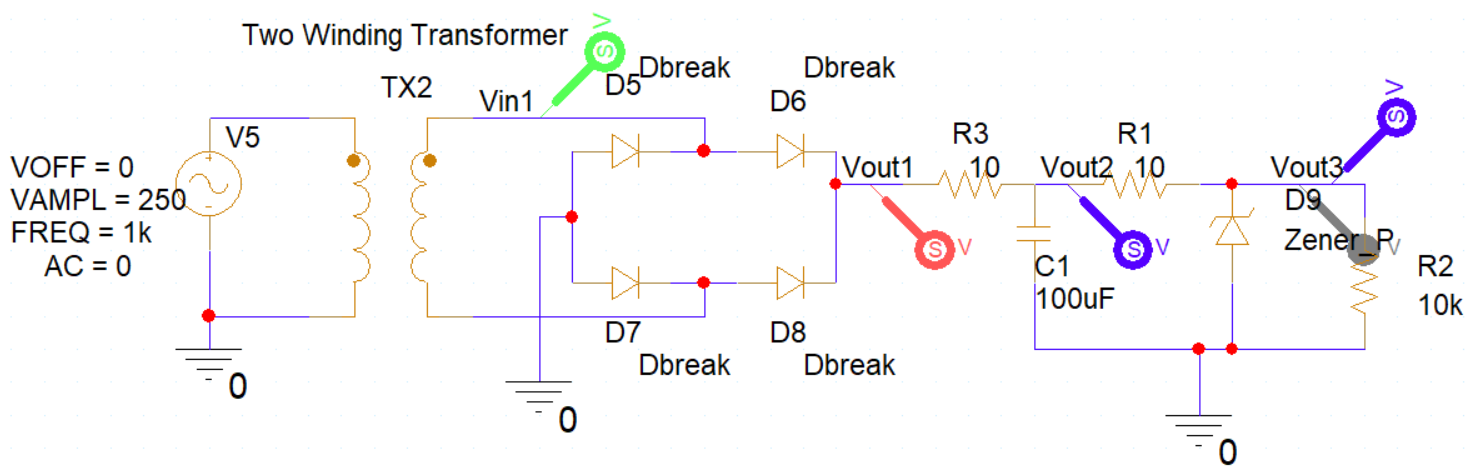 Two Winding Transformer
V
S
Dbreak
Dbreak
TX2
Vin1
D5
D6
V
S
V5
R3
R1
VOFF = 0
VAMPL = 250
FREQ = 1k
AC = 0
Vout1
10
Vout2
10
Vout3
D9
Zener_P
S
V
S
V
V
C1
100uF
R2
10k
D7
D8
Dbreak
Dbreak
0
0
0